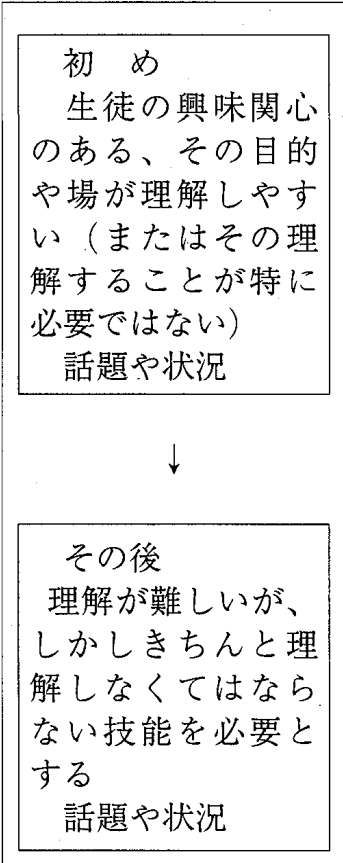 初　め
生徒の興味関心
のある、その目的
や場が理解しやす
い（またはその理
解することが特に
必要ではない）
話題や状況
↓
その後
理解が難しいが、
しかしきちんと理
解しなくてはなら
ない技能を必要と
する
話題や状況